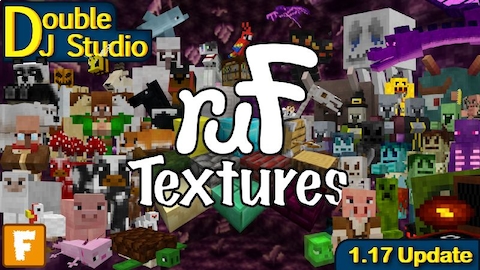 Double
DJ Studio
ruF
Textures
F
1.17 Update